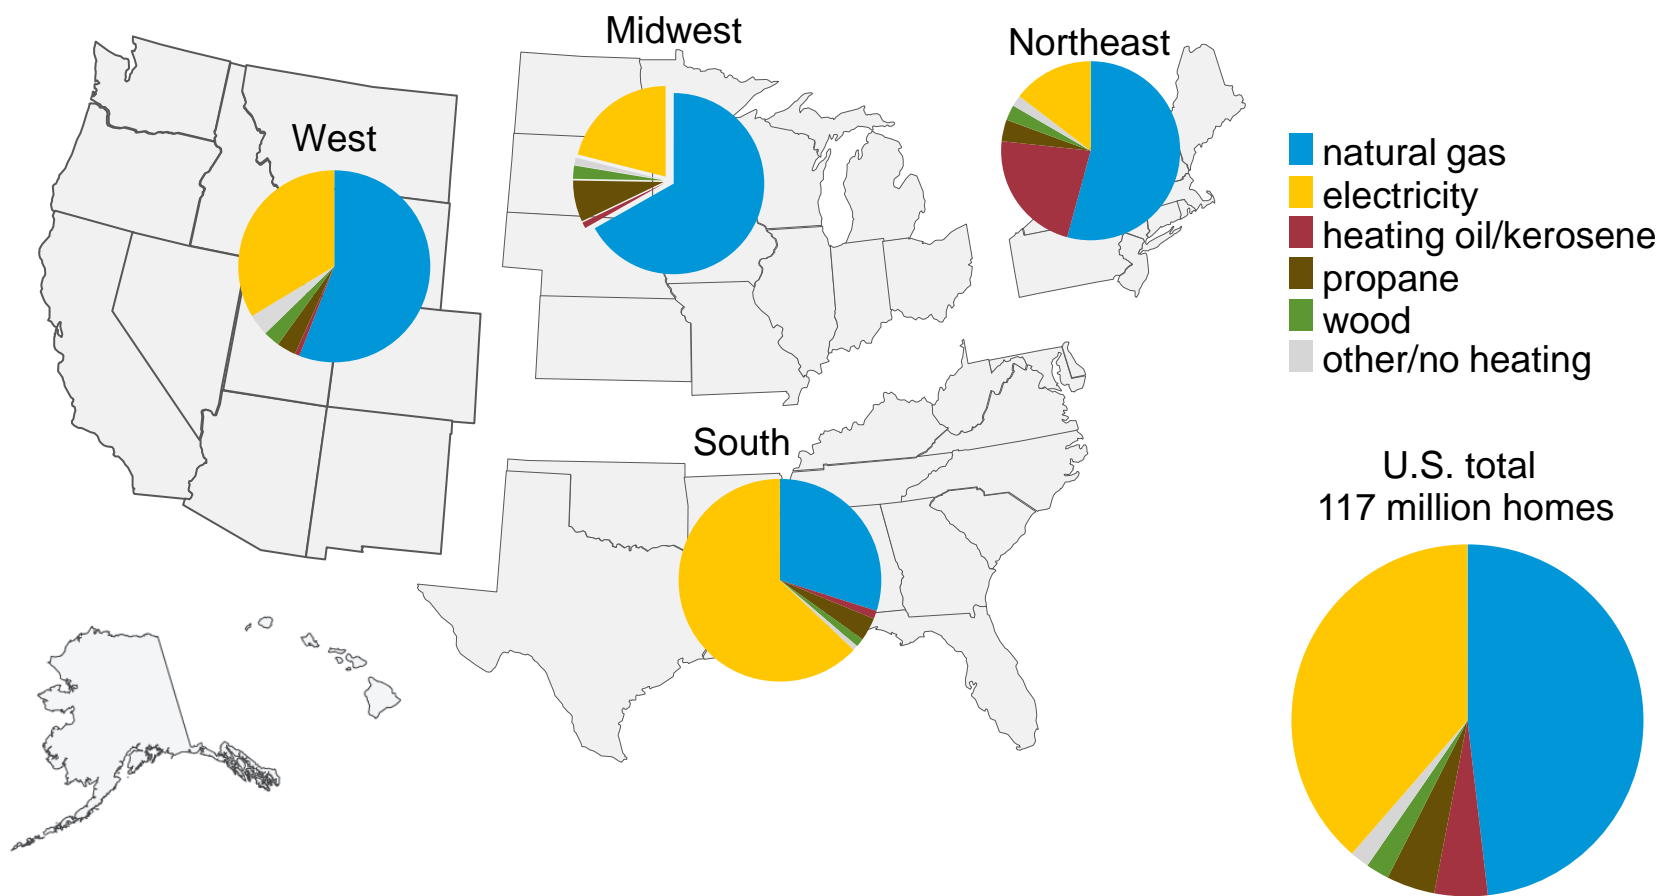 Midwest
Northeast
West
natural gas
electricity
heating oil/kerosene
propane
wood
other/no heating
South
U.S. total
117 million homes